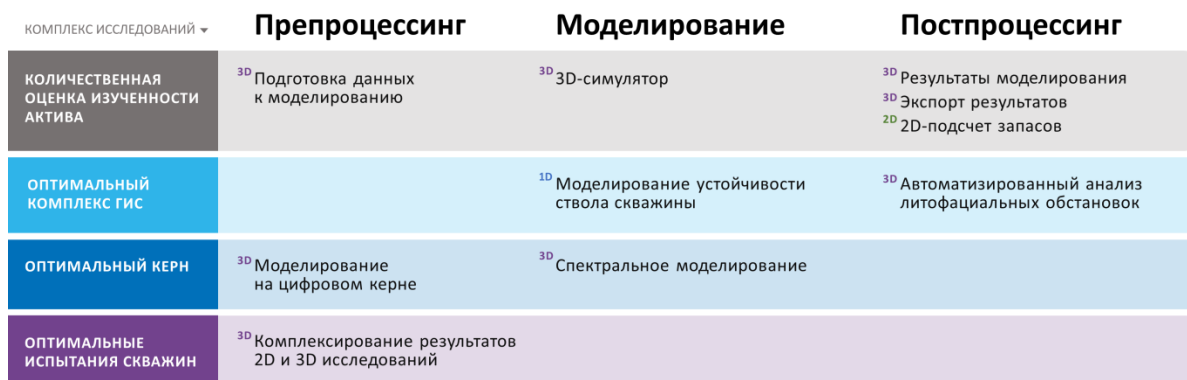 КОМПЛЕКС ИССЛЕДОВАНИЙ
Препроцессинг
Моделирование
Постпроцессинг
КОЛИЧЕСТВЕННАЯ
ОЦЕНКА ИЗУЧЕННОСТИ
АКТИВА
3D Подготовка данных
к моделированию
3D 3D-симулятор
3D Результаты моделирования
3D Экспорт результатов
2D 2D-подсчет запасов
ОПТИМАЛЬНЫЙ
КОМПЛЕКС ГИС
1D Моделирование устойчивости
ствола скважины
3D Автоматизированный анализ
литофациальных обстановок
ОПТИМАЛЬНЫЙ КЕРН
3D Моделирование
на цифровом керне
3D Спектральное моделирование
ОПТИМАЛЬНЫЕ
ИСПЫТАНИЯ СКВАЖИН
3D Комплексирование результатов
2D и 3D исследований